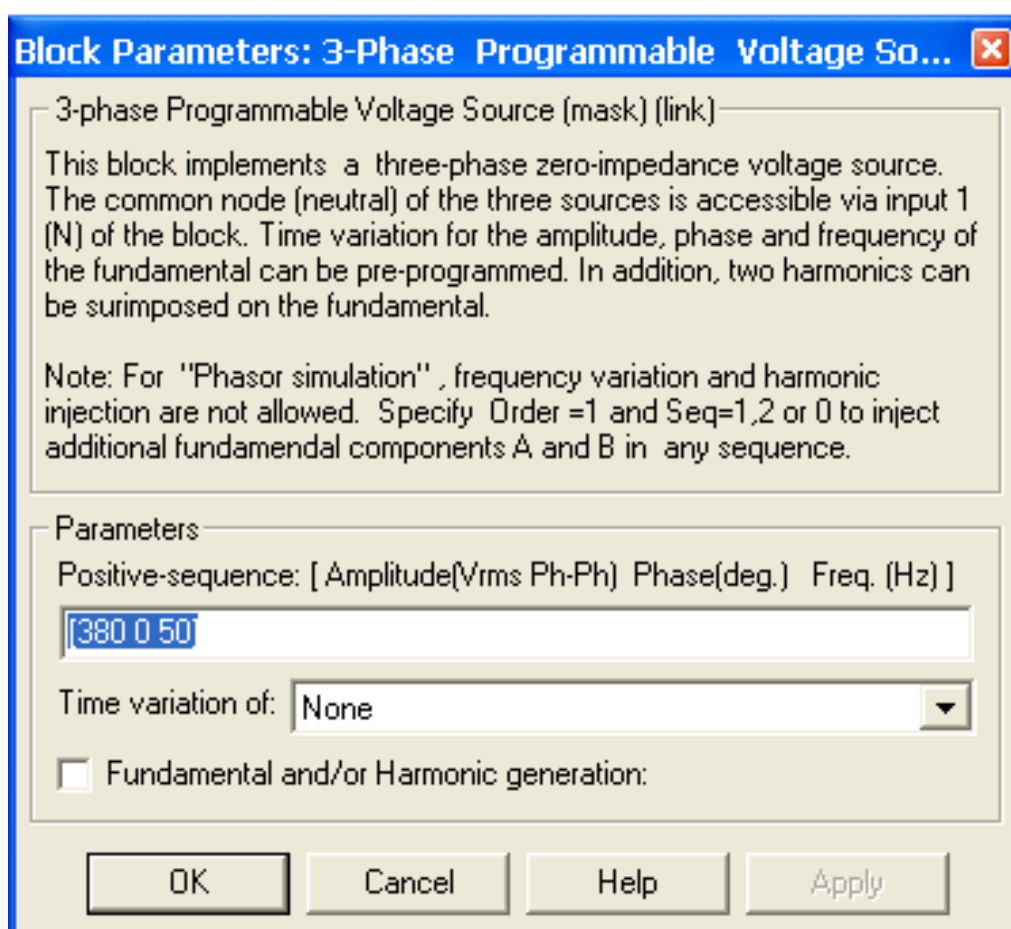 Block Parameters: 3-Phase Programmable Voltage So...
3-phase Programmable Voltage Source (mask) (link)
This block implements a three-phase zero-impedance voltage source.
The common node (neutral) of the three sources is accessible via input 1
(N) of the block. Time variation for the amplitude, phase and frequency of
the fundamental can be pre-programmed. In addition, two harmonics can
be surimposed on the fundamental.
Note: For "Phasor simulation" , frequency variation and harmonic
injection are not allowed. Specify Order =1 and Seq=1,2 or 0 to inject
additional fundamendal components A and B in any sequence.
Parameters
Positive-sequence: [ Amplitude(Vrms Ph-Ph) Phase(deg.) Freq. (Hz) ]
[380 0 50]
Time variation of: None
Fundamental and/or Harmonic generation:
OK Cancel Help Apply